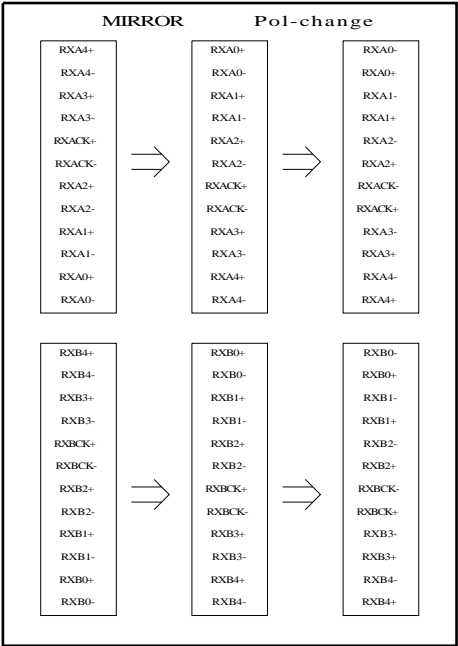 MIRROR Pol-change
RXA4+ RXA0+ RXA0-
RXA4- RXA0- RXA0+
RXA3+ RXA1+ RXA1-
RXA3- RXA1- RXA1+
RXACK+ RXA2+ RXA2-
RXACK- RXA2- RXA2+
RXA2+ RXACK+ RXACK-
RXA2- RXACK- RXACK+
RXA1+ RXA3+ RXA3-
RXA1- RXA3- RXA3+
RXA0+ RXA4+ RXA4-
RXA0- RXA4- RXA4+
RXB4+ RXB0+ RXB0-
RXB4- RXB0- RXB0+
RXB3+ RXB1+ RXB1-
RXB3- RXB1- RXB1+
RXBCK+ RXB2+ RXB2-
RXBCK- RXB2- RXB2+
RXB2+ RXBCK+ RXBCK-
RXB2- RXBCK- RXBCK+
RXB1+ RXB3+ RXB3-
RXB1- RXB3- RXB3+
RXB0+ RXB4+ RXB4-
RXB0- RXB4- RXB4+